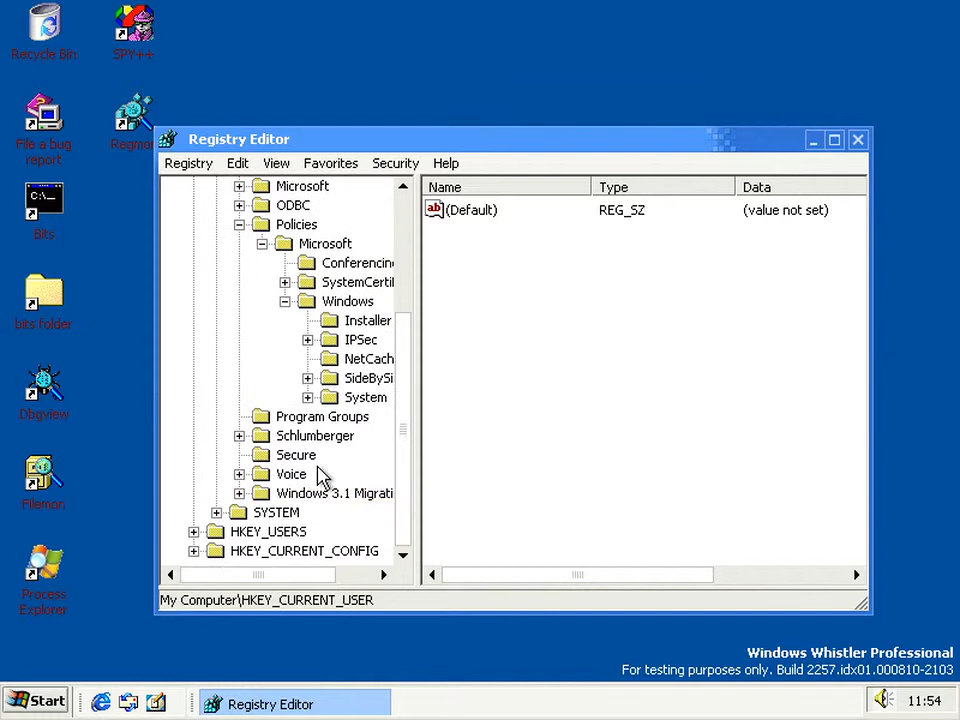 Recycle Bin
SPY++
File a bug
report
Regmon
Bits
bits folder
Dbgview
Filemon
Process
Explorer
Registry Editor
Registry Edit View Favorites Security Help
Microsoft
ODBC
Policies
Microsoft
Conferencin
SystemCertif
Windows
Installer
IPSec
NetCach
SideBySi
System
Program Groups
Schlumberger
Secure
Voice
Windows 3.1 Migrati
SYSTEM
HKEY_USERS
HKEY_CURRENT_CONFIG
Name Type Data
ab (Default) REG_SZ (value not set)
My Computer\HKEY_CURRENT_USER
Windows Whistler Professional
For testing purposes only. Build 2257.idx01.000810-2103
Start
Registry Editor
11:54